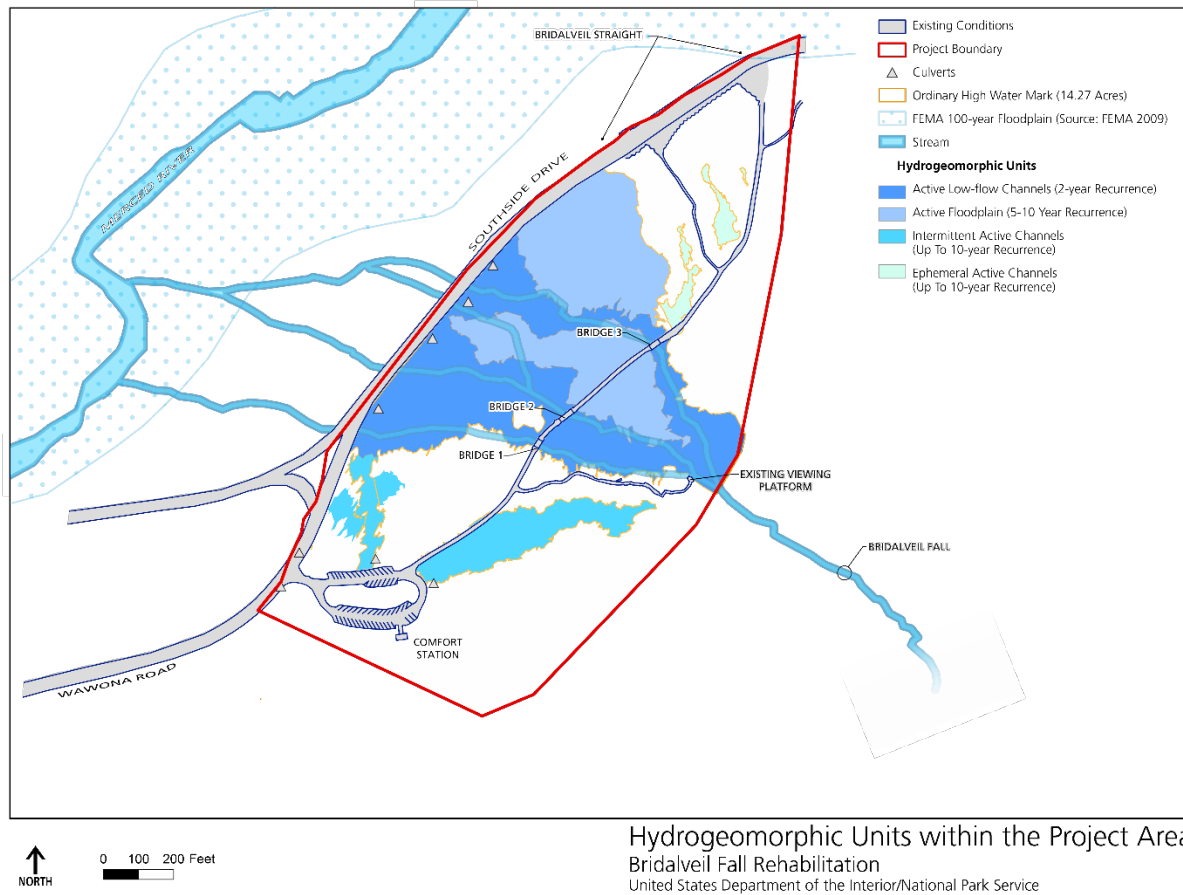 BRIDALVEIL STRAIGHT
MERCED RIVER
SOUTHSIDE DRIVE
BRIDGE 3
BRIDGE 2
BRIDGE 1
EXISTING VIEWING
PLATFORM
BRIDALVEIL FALL
COMFORT
STATION
WAWONA ROAD
Existing Conditions
Project Boundary
Culverts
Ordinary High Water Mark (14.27 Acres)
FEMA 100-year Floodplain (Source: FEMA 2009)
Stream
Hydrogeomorphic Units
Active Low-flow Channels (2-year Recurrence)
Active Floodplain (5-10 Year Recurrence)
Intermittent Active Channels
(Up To 10-year Recurrence)
Ephemeral Active Channels
(Up To 10-year Recurrence)
NORTH
0 100 200 Feet
Hydrogeomorphic Units within the Project Area
Bridalveil Fall Rehabilitation
United States Department of the Interior/National Park Service